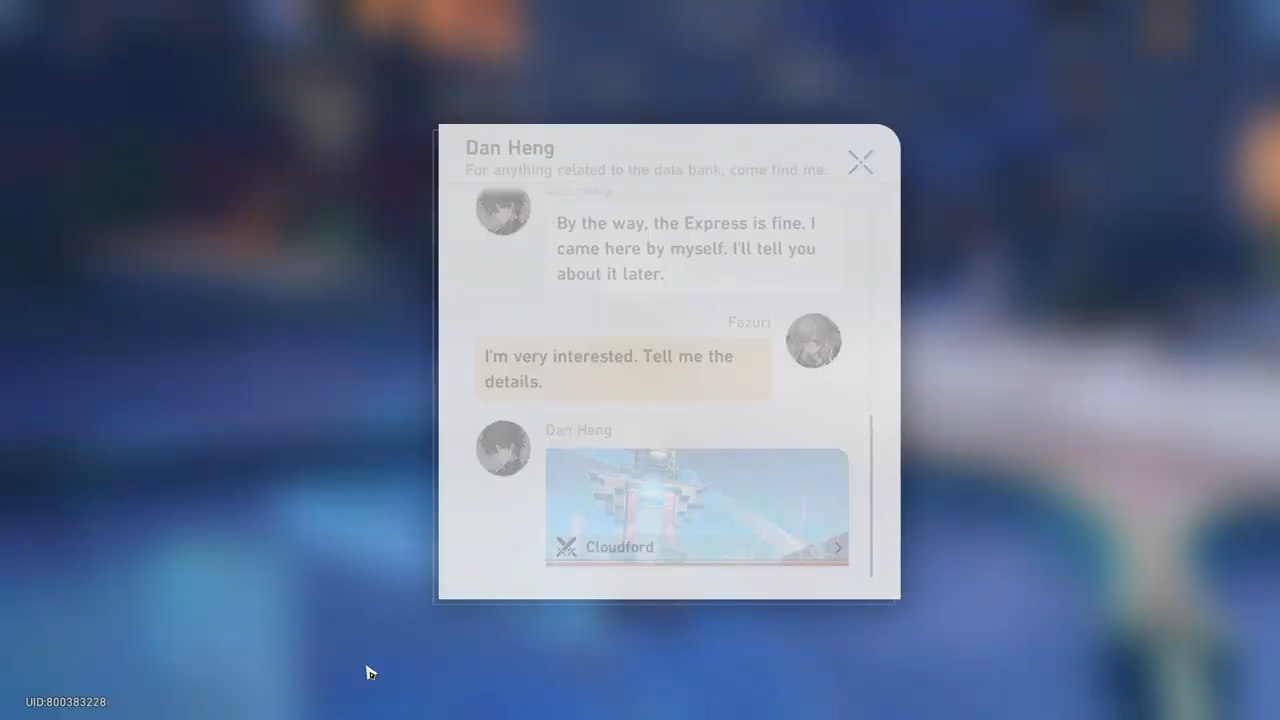 Dan Heng
For anything related to the data bank, come find me.
By the way, the Express is fine. I
came here by myself. I'll tell you
about it later.
Fazuri
I'm very interested. Tell me the
details.
Dan Heng
Cloudford
UID:800383228